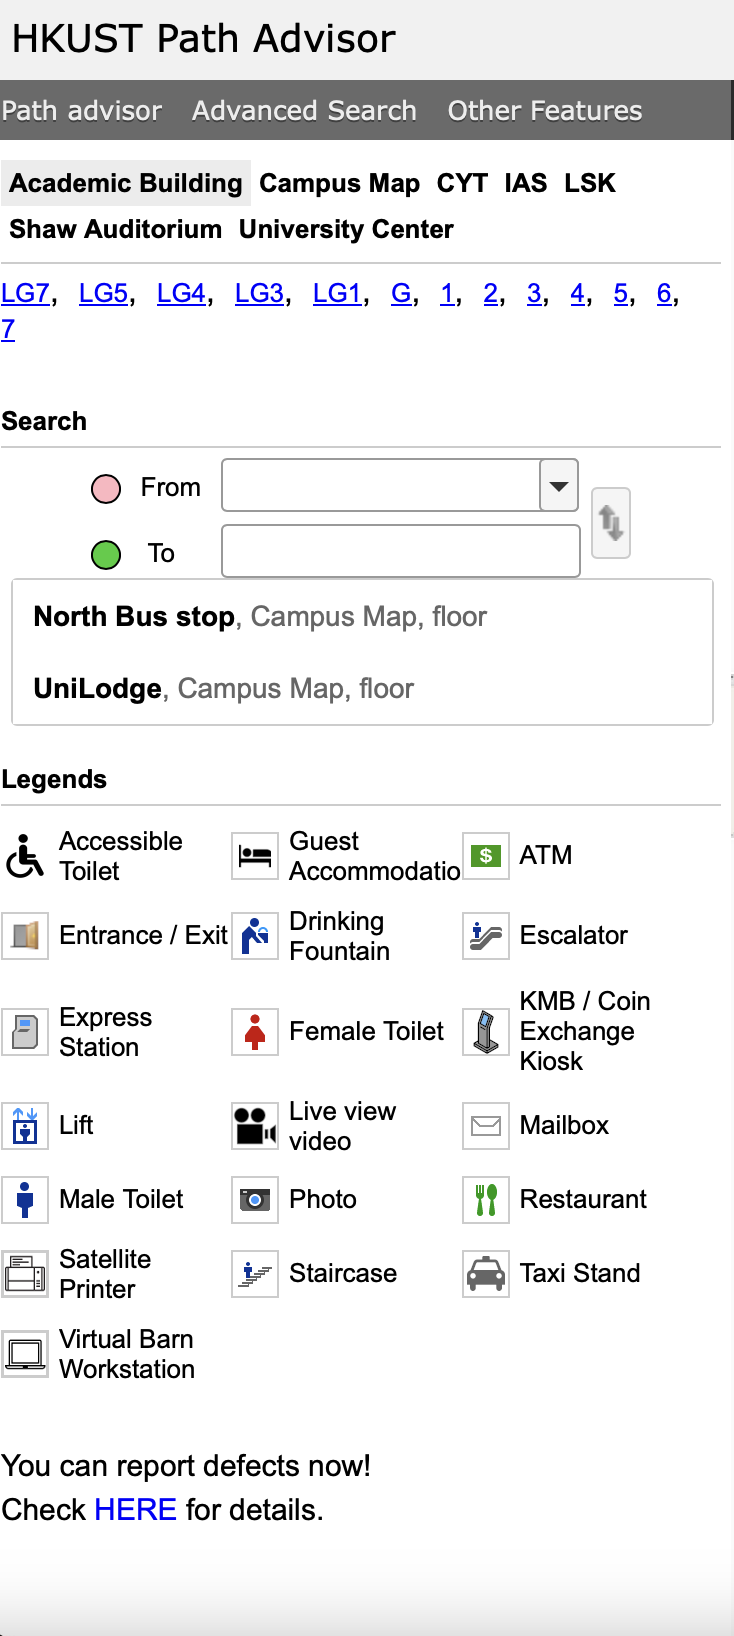 HKUST Path Advisor
Path advisor Advanced Search Other Features
Academic Building Campus Map CYT IAS LSK
Shaw Auditorium University Center
LG7, LG5, LG4, LG3, LG1, G, 1, 2, 3, 4, 5, 6,
7
Search
From
To
North Bus stop, Campus Map, floor
UniLodge, Campus Map, floor
Legends
Accessible
Toilet
Guest
Accommodatio
$
ATM
Entrance / Exit
Drinking
Fountain
Escalator
Express
Station
Female Toilet
KMB / Coin
Exchange
Kiosk
Lift
Live view
video
Mailbox
Male Toilet
Photo
Restaurant
Satellite
Printer
Staircase
Taxi Stand
Virtual Barn
Workstation
You can report defects now!
Check HERE for details.